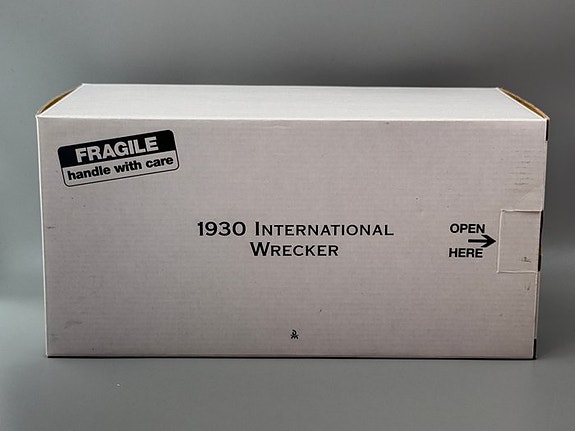 FRAGILE
handle with care
1930 INTERNATIONAL
WRECKER
OPEN
HERE